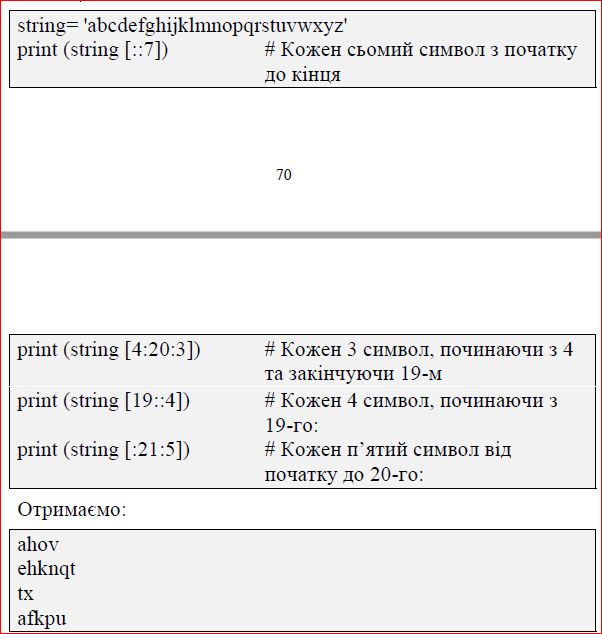 string= 'abcdefghijklmnopqrstuvwxyz'
print (string [::7]) # Кожен сьомий символ з початку
до кінця
70
print (string [4:20:3]) # Кожен 3 символ, починаючи з 4
та закінчуючи 19-м
print (string [19::4]) # Кожен 4 символ, починаючи з
19-го:
print (string [:21:5]) # Кожен п’ятий символ від
початку до 20-го:
Отримаємо:
ahov
ehknqt
tx
afkpu